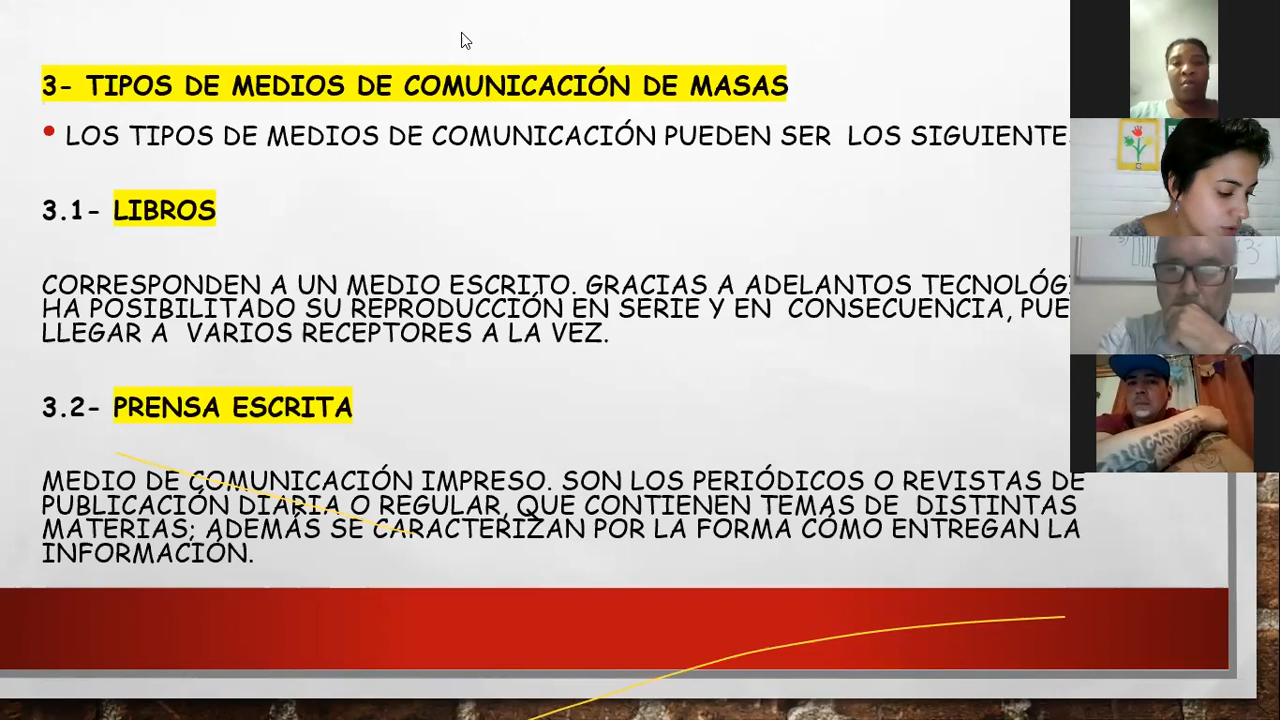 3- TIPOS DE MEDIOS DE COMUNICACIÓN DE MASAS
• LOS TIPOS DE MEDIOS DE COMUNICACIÓN PUEDEN SER LOS SIGUIENTE
3.1- LIBROS
CORRESPONDEN A UN MEDIO ESCRITO. GRACIAS A ADELANTOS TECNOLÓG
HA POSIBILITADO SU REPRODUCCIÓN EN SERIE Y EN CONSECUENCIA, PUE
LLEGAR A VARIOS RECEPTORES A LA VEZ.
3.2- PRENSA ESCRITA
MEDIO DE COMUNICACIÓN IMPRESO. SON LOS PERIÓDICOS O REVISTAS DE
PUBLICACIÓN DIARIA O REGULAR, QUE CONTIENEN TEMAS DE DISTINTAS
MATERIAS; ADEMÁS SE CARACTERIZAN POR LA FORMA CÓMO ENTREGAN LA
INFORMACIÓN.